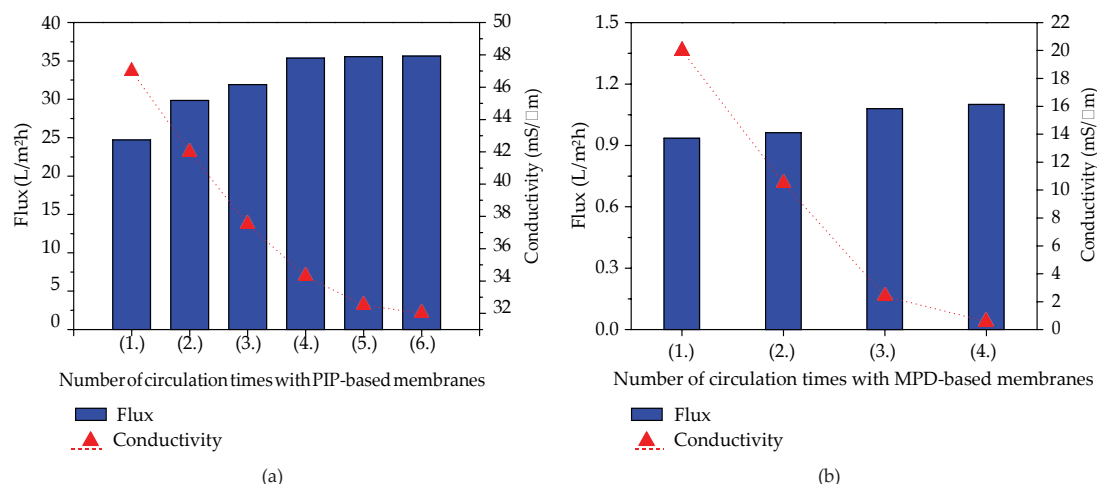 40
35
30
25
20
15
10
5
0
Flux (L/m²h)
50
48
46
44
42
40
38
36
34
32
Conductivity (mS/□m)
(1.) (2.) (3.) (4.) (5.) (6.)
Number of circulation times with PIP-based membranes
Flux
Conductivity
(a)
1.5
1.2
0.9
0.6
0.3
0.0
Flux (L/m²h)
22
20
18
16
14
12
10
8
6
4
2
0
Conductivity (mS/□m)
(1.) (2.) (3.) (4.)
Number of circulation times with MPD-based membranes
Flux
Conductivity
(b)